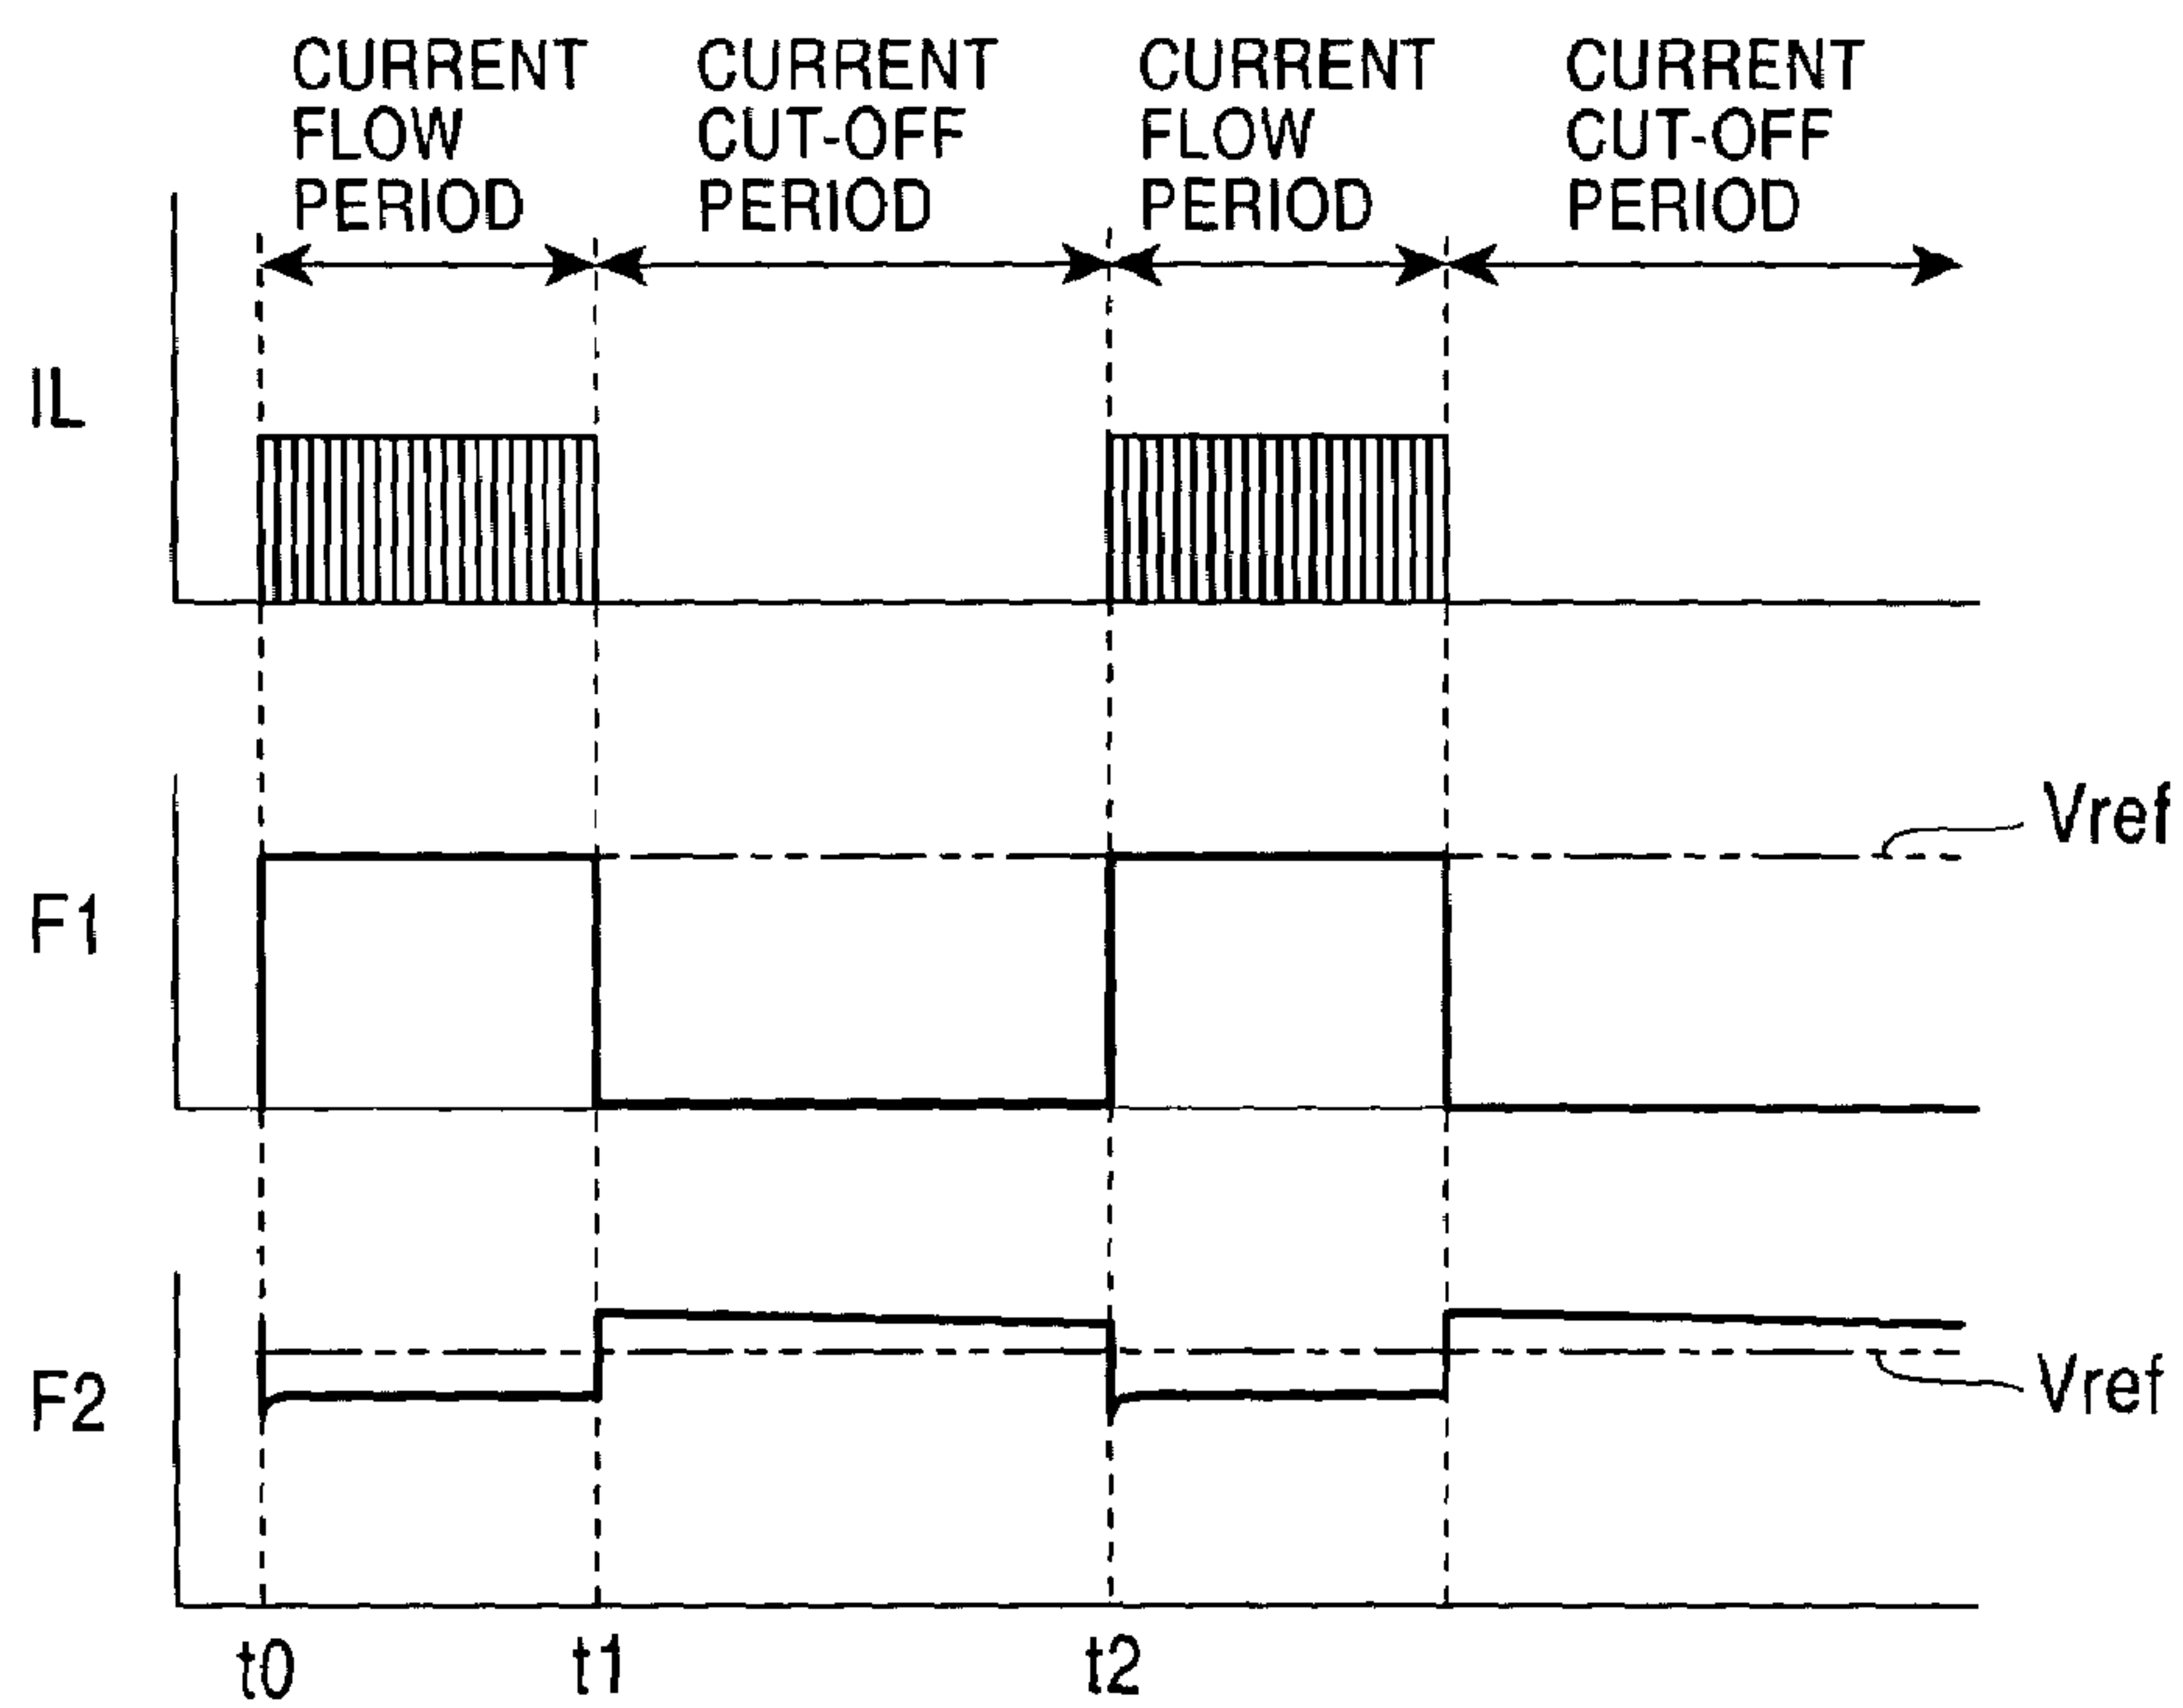 CURRENT
FLOW
PERIOD
CURRENT
CUT-OFF
PERIOD
CURRENT
FLOW
PERIOD
CURRENT
CUT-OFF
PERIOD
IL
Vref
F1
F2
Vref
t0
t1
t2